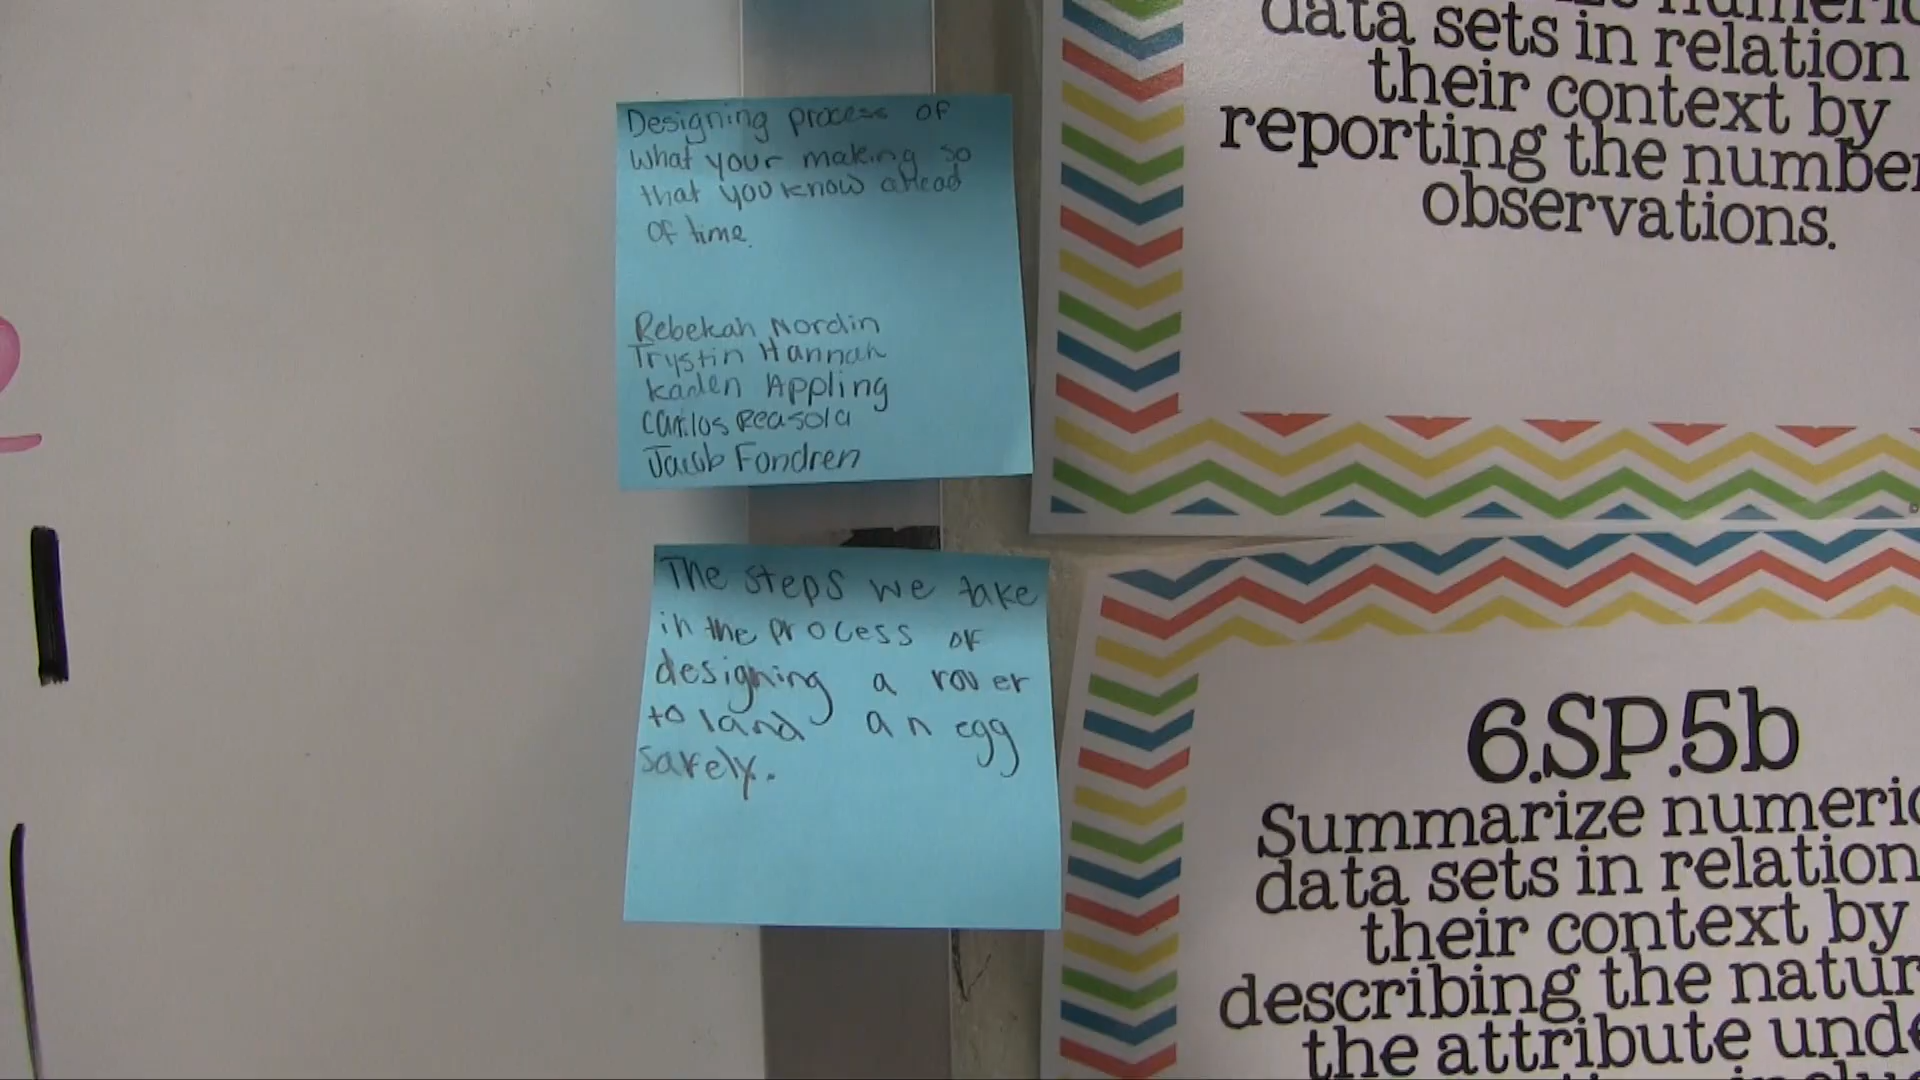 Designing process of
what your making so
that you know ahead
of time.
Rebekah Nordin
Trystin Hannah
Kaden Appling
Carlos Reasola
Jacob Fondren
The steps we take
in the process of
designing a rover
to land an egg
safely.
data sets in relation
their context by
reporting the number
observations.
6.SP.5b
Summarize numeric
data sets in relation
their context by
describing the natur
the attribute unde